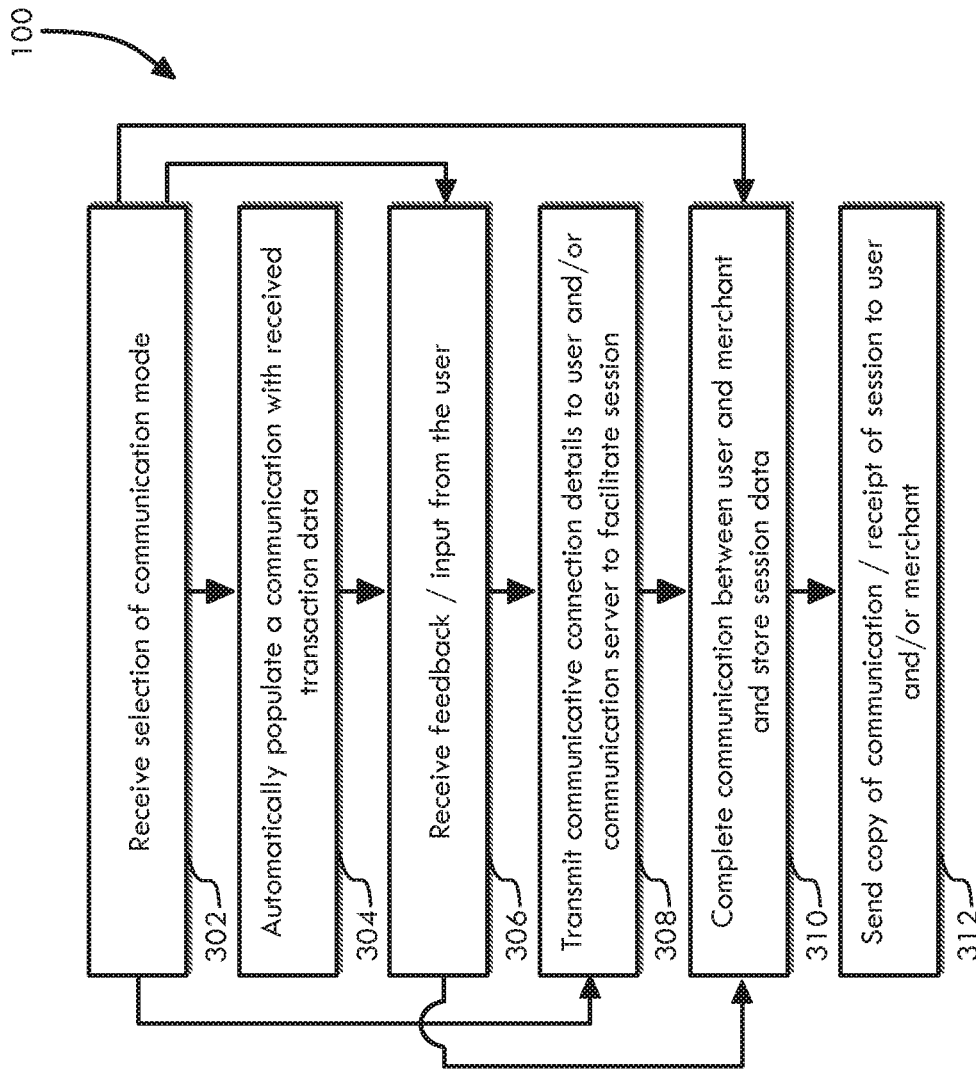 100
Receive selection of communication mode
302
Automatically populate a communication with received
transaction data
304
Receive feedback / input from the user
306
Transmit communicative connection details to user and/or
communication server to facilitate session
308
Complete communication between user and merchant
and store session data
310
Send copy of communication / receipt of session to user
and/or merchant
312